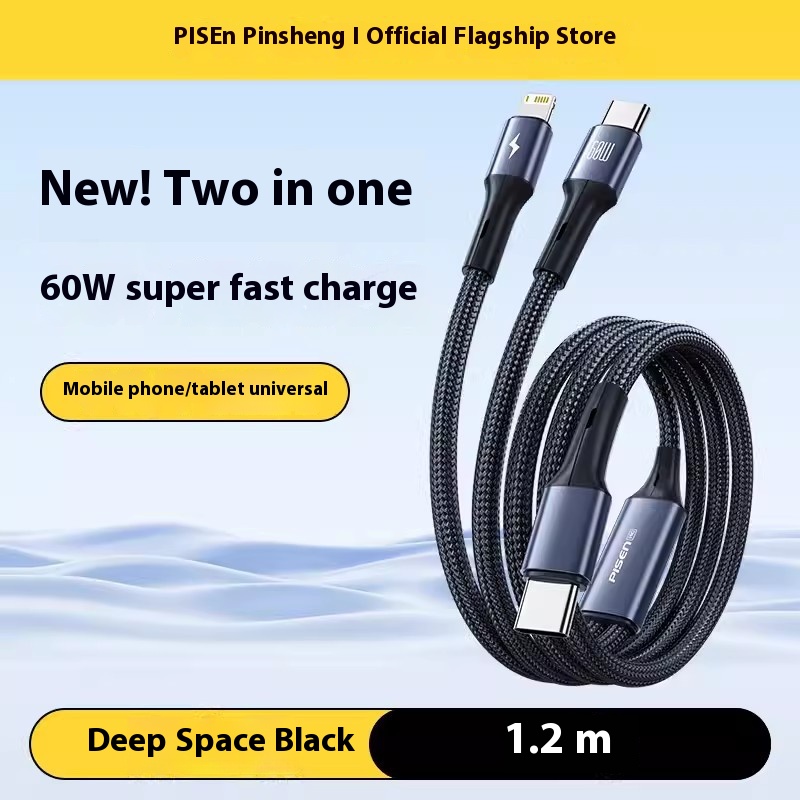 PISEn Pinsheng I Official Flagship Store
New! Two in one
60W super fast charge
Mobile phone/tablet universal
60W
PISEN
Deep Space Black
1.2 m